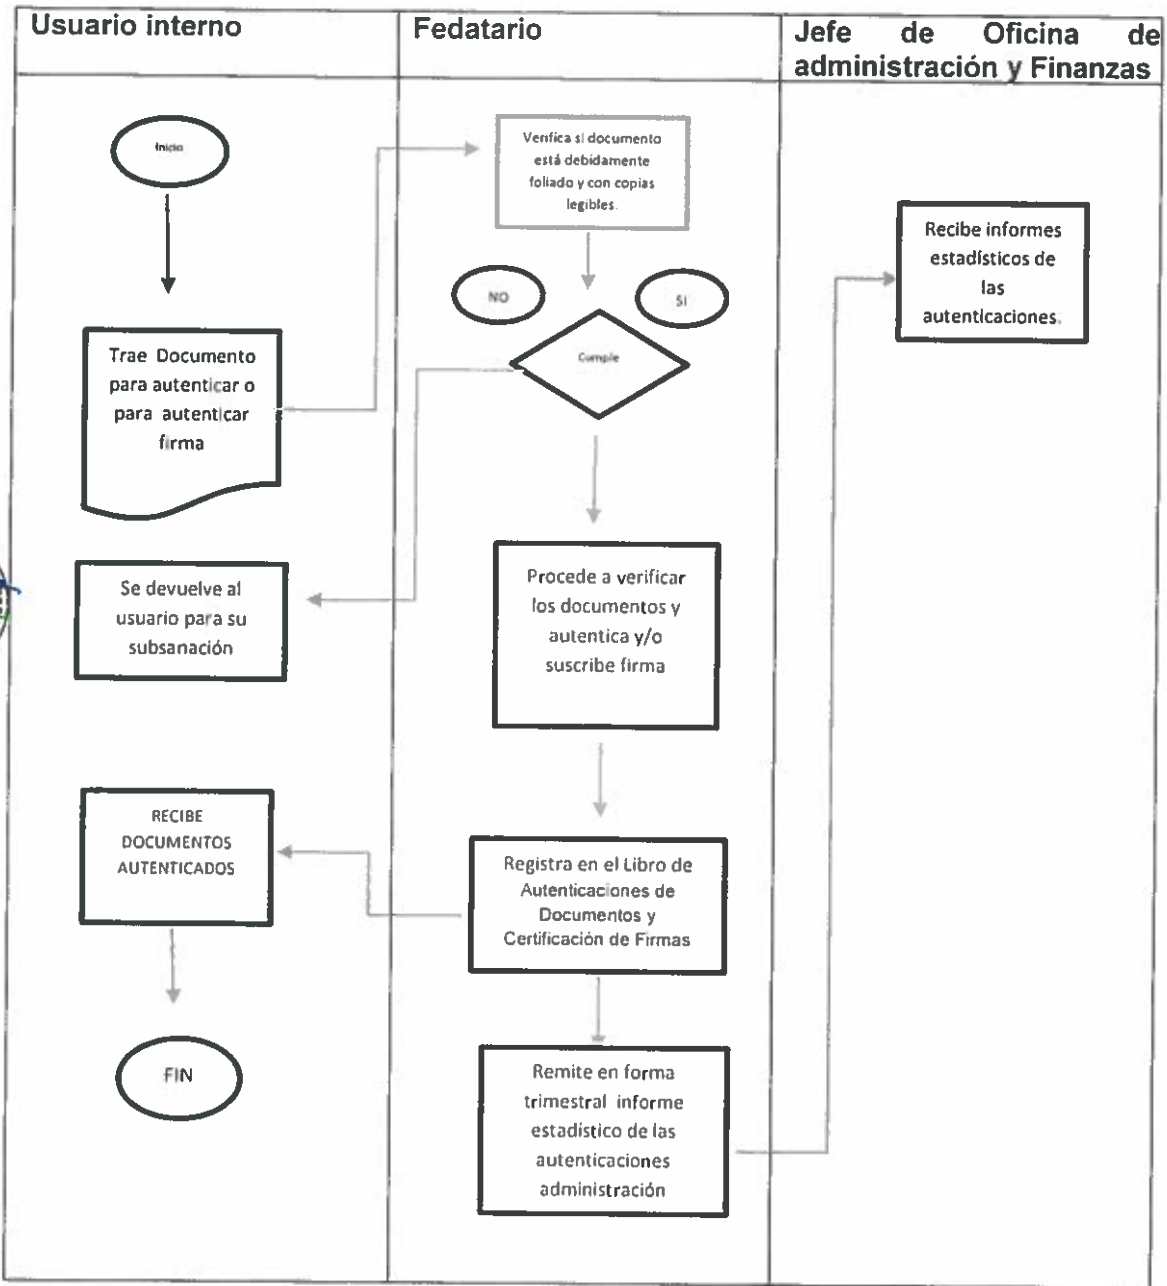 Usuario interno
Fedatario
Jefe de Oficina de
administración y Finanzas
Inicio
Trae Documento
para autenticar o
para autenticar
firma
Se devuelve al
usuario para su
subsanación
RECIBE
DOCUMENTOS
AUTENTICADOS
FIN
Verifica si documento
está debidamente
foliado y con copias
legibles.
NO
SI
Cumple
Procede a verificar
los documentos y
autentica y/o
suscribe firma
Registra en el Libro de
Autenticaciones de
Documentos y
Certificación de Firmas
Remite en forma
trimestral informe
estadístico de las
autenticaciones
administración
Recibe informes
estadísticos de
las
autenticaciones.